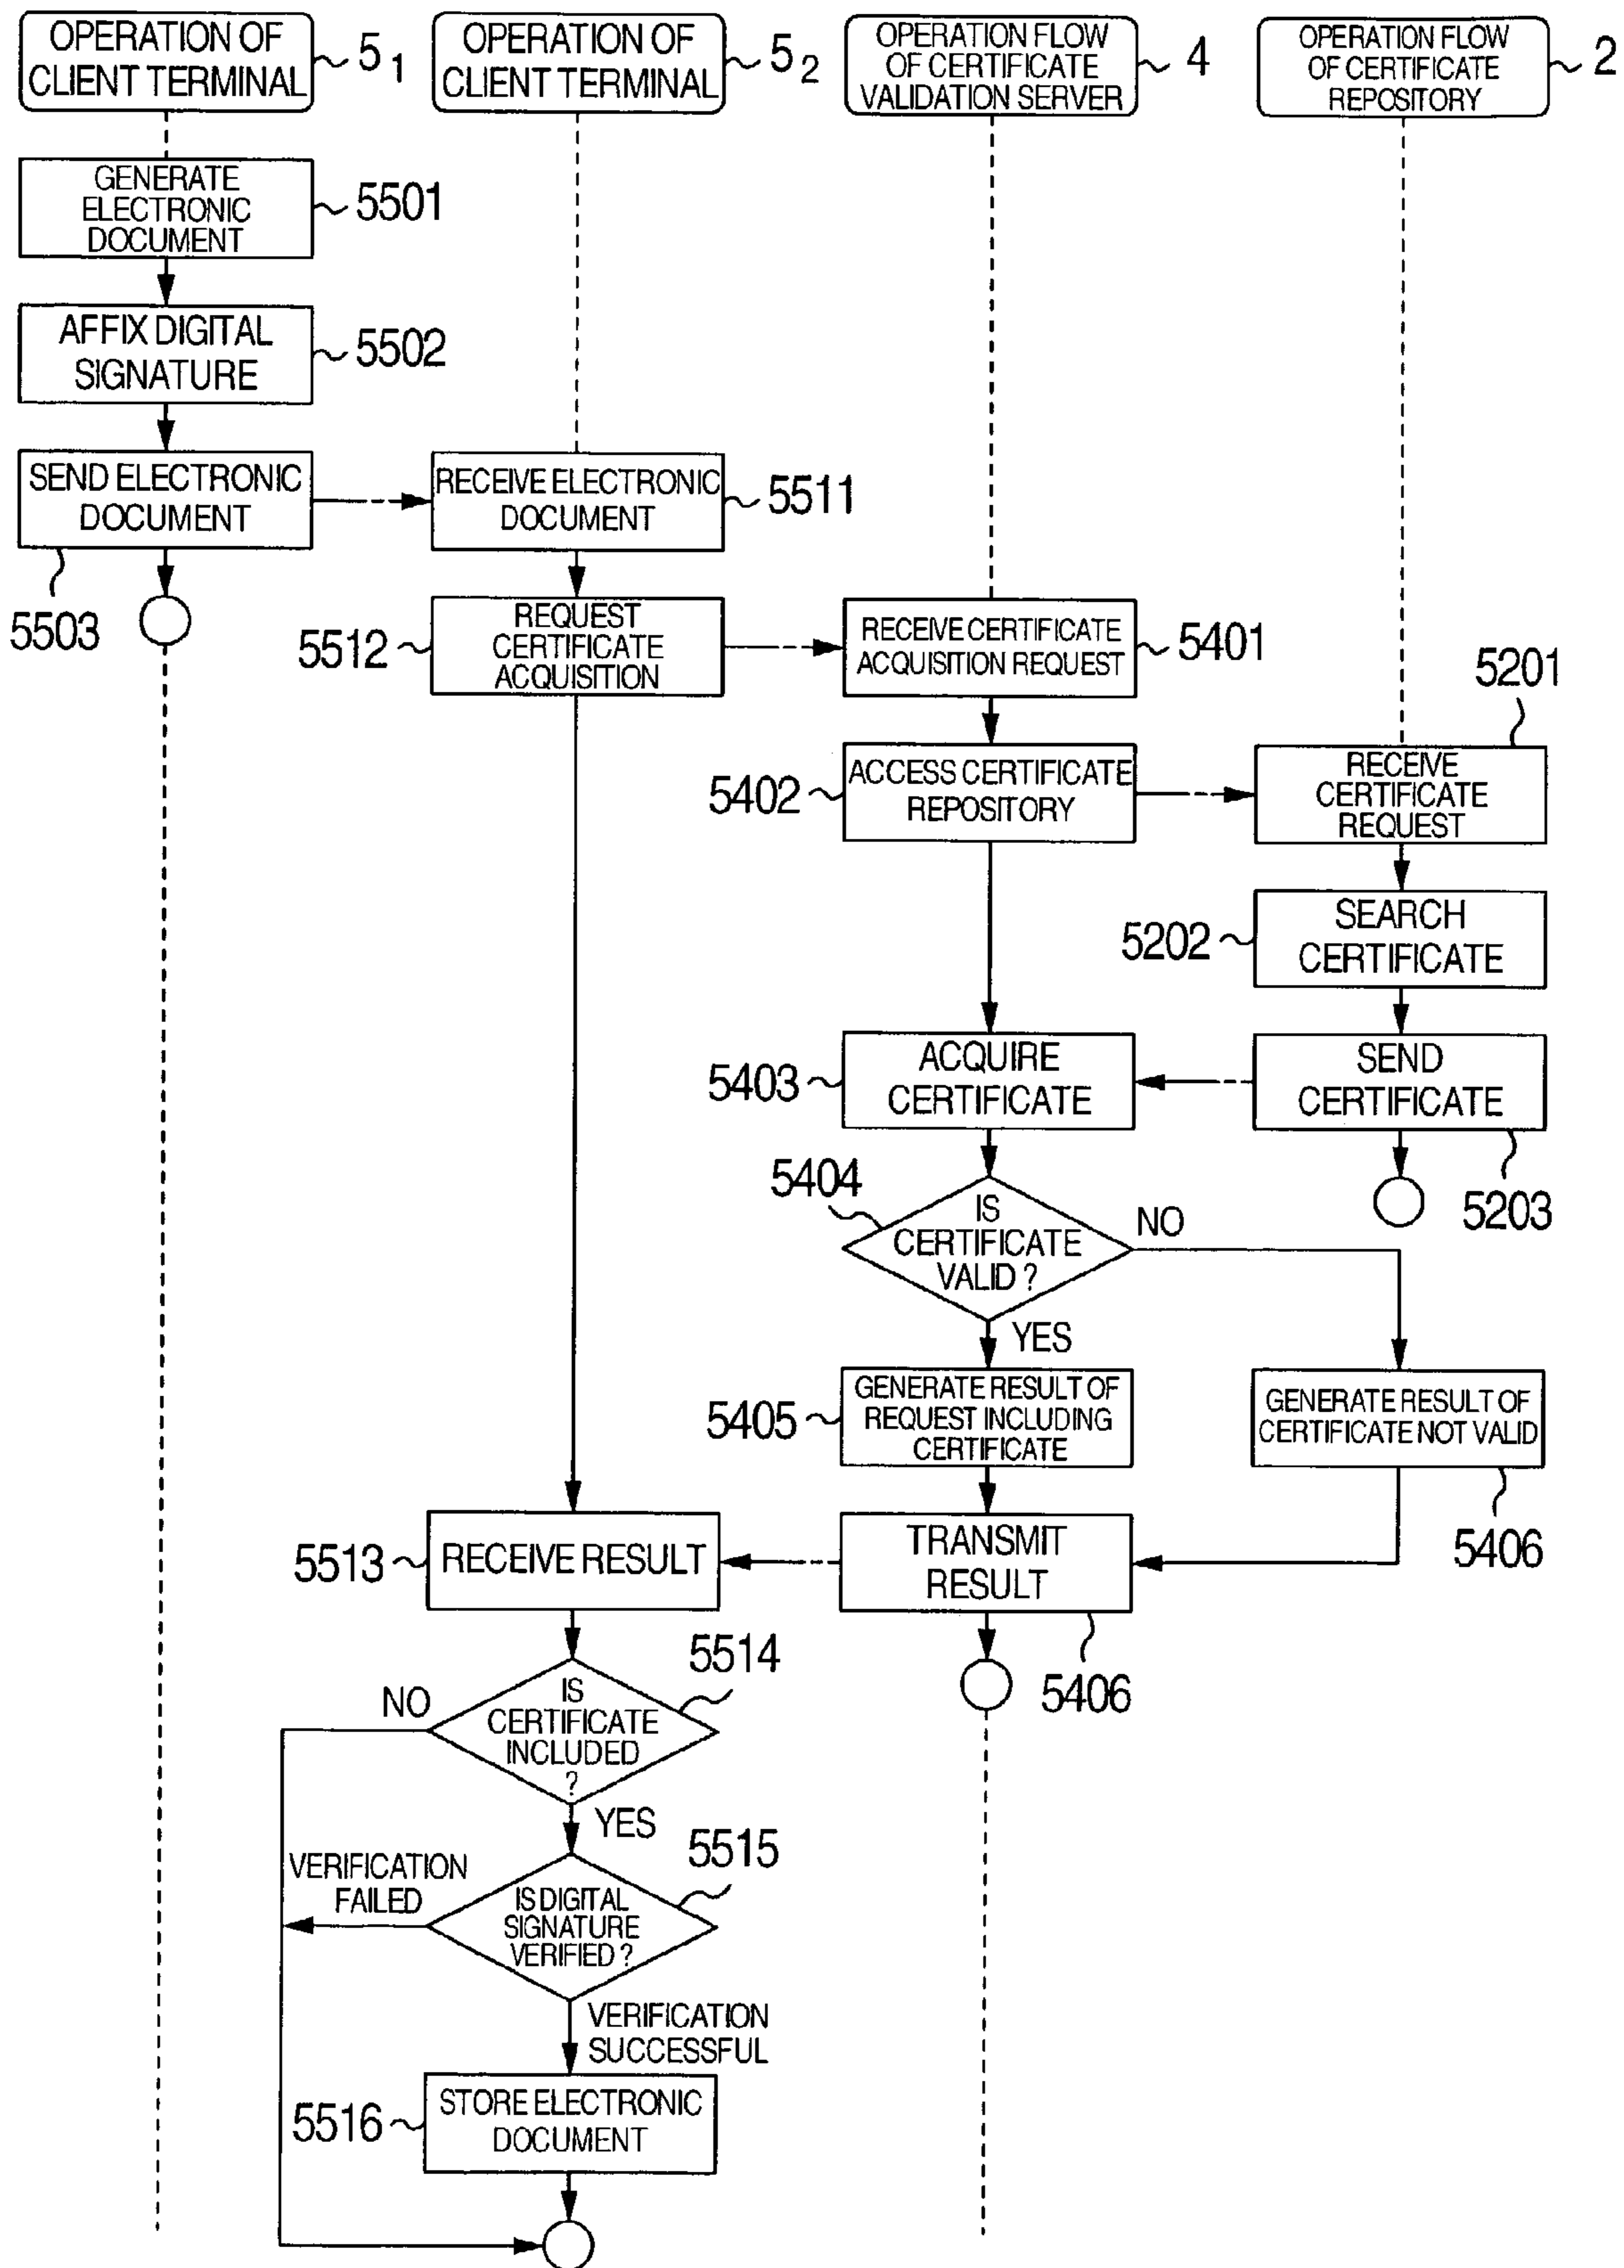 OPERATION OF
CLIENT TERMINAL
5 1
OPERATION OF
CLIENT TERMINAL
5 2
OPERATION FLOW
OF CERTIFICATE
VALIDATION SERVER
4
OPERATION FLOW
OF CERTIFICATE
REPOSITORY
2
GENERATE
ELECTRONIC
DOCUMENT
5501
AFFIX DIGITAL
SIGNATURE
5502
SEND ELECTRONIC
DOCUMENT
5503
RECEIVE ELECTRONIC
DOCUMENT
5511
REQUEST
CERTIFICATE
ACQUISITION
5512
RECEIVE CERTIFICATE
ACQUISITION REQUEST
5401
ACCESS CERTIFICATE
REPOSITORY
5402
5201
RECEIVE
CERTIFICATE
REQUEST
SEARCH
CERTIFICATE
5202
ACQUIRE
CERTIFICATE
5403
SEND
CERTIFICATE
5203
5404
IS
CERTIFICATE
VALID ?
NO
YES
GENERATE RESULT OF
REQUEST INCLUDING
CERTIFICATE
5405
GENERATE RESULT OF
CERTIFICATE NOT VALID
5406
RECEIVE RESULT
5513
TRANSMIT
RESULT
5406
5514
IS
CERTIFICATE
INCLUDED
?
NO
YES
5515
IS DIGITAL
SIGNATURE
VERIFIED ?
VERIFICATION
FAILED
VERIFICATION
SUCCESSFUL
STORE ELECTRONIC
DOCUMENT
5516